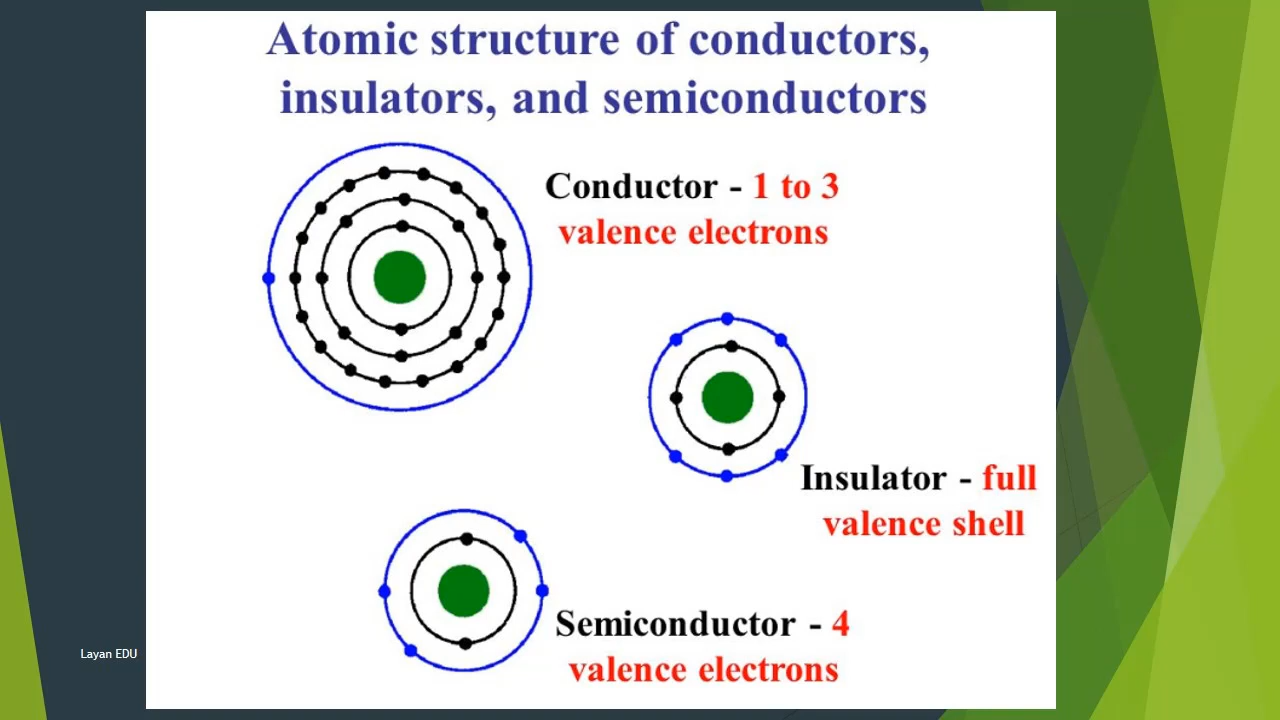 Atomic structure of conductors,
insulators, and semiconductors
Conductor - 1 to 3
valence electrons
Insulator - full
valence shell
Semiconductor - 4
valence electrons
Layan EDU